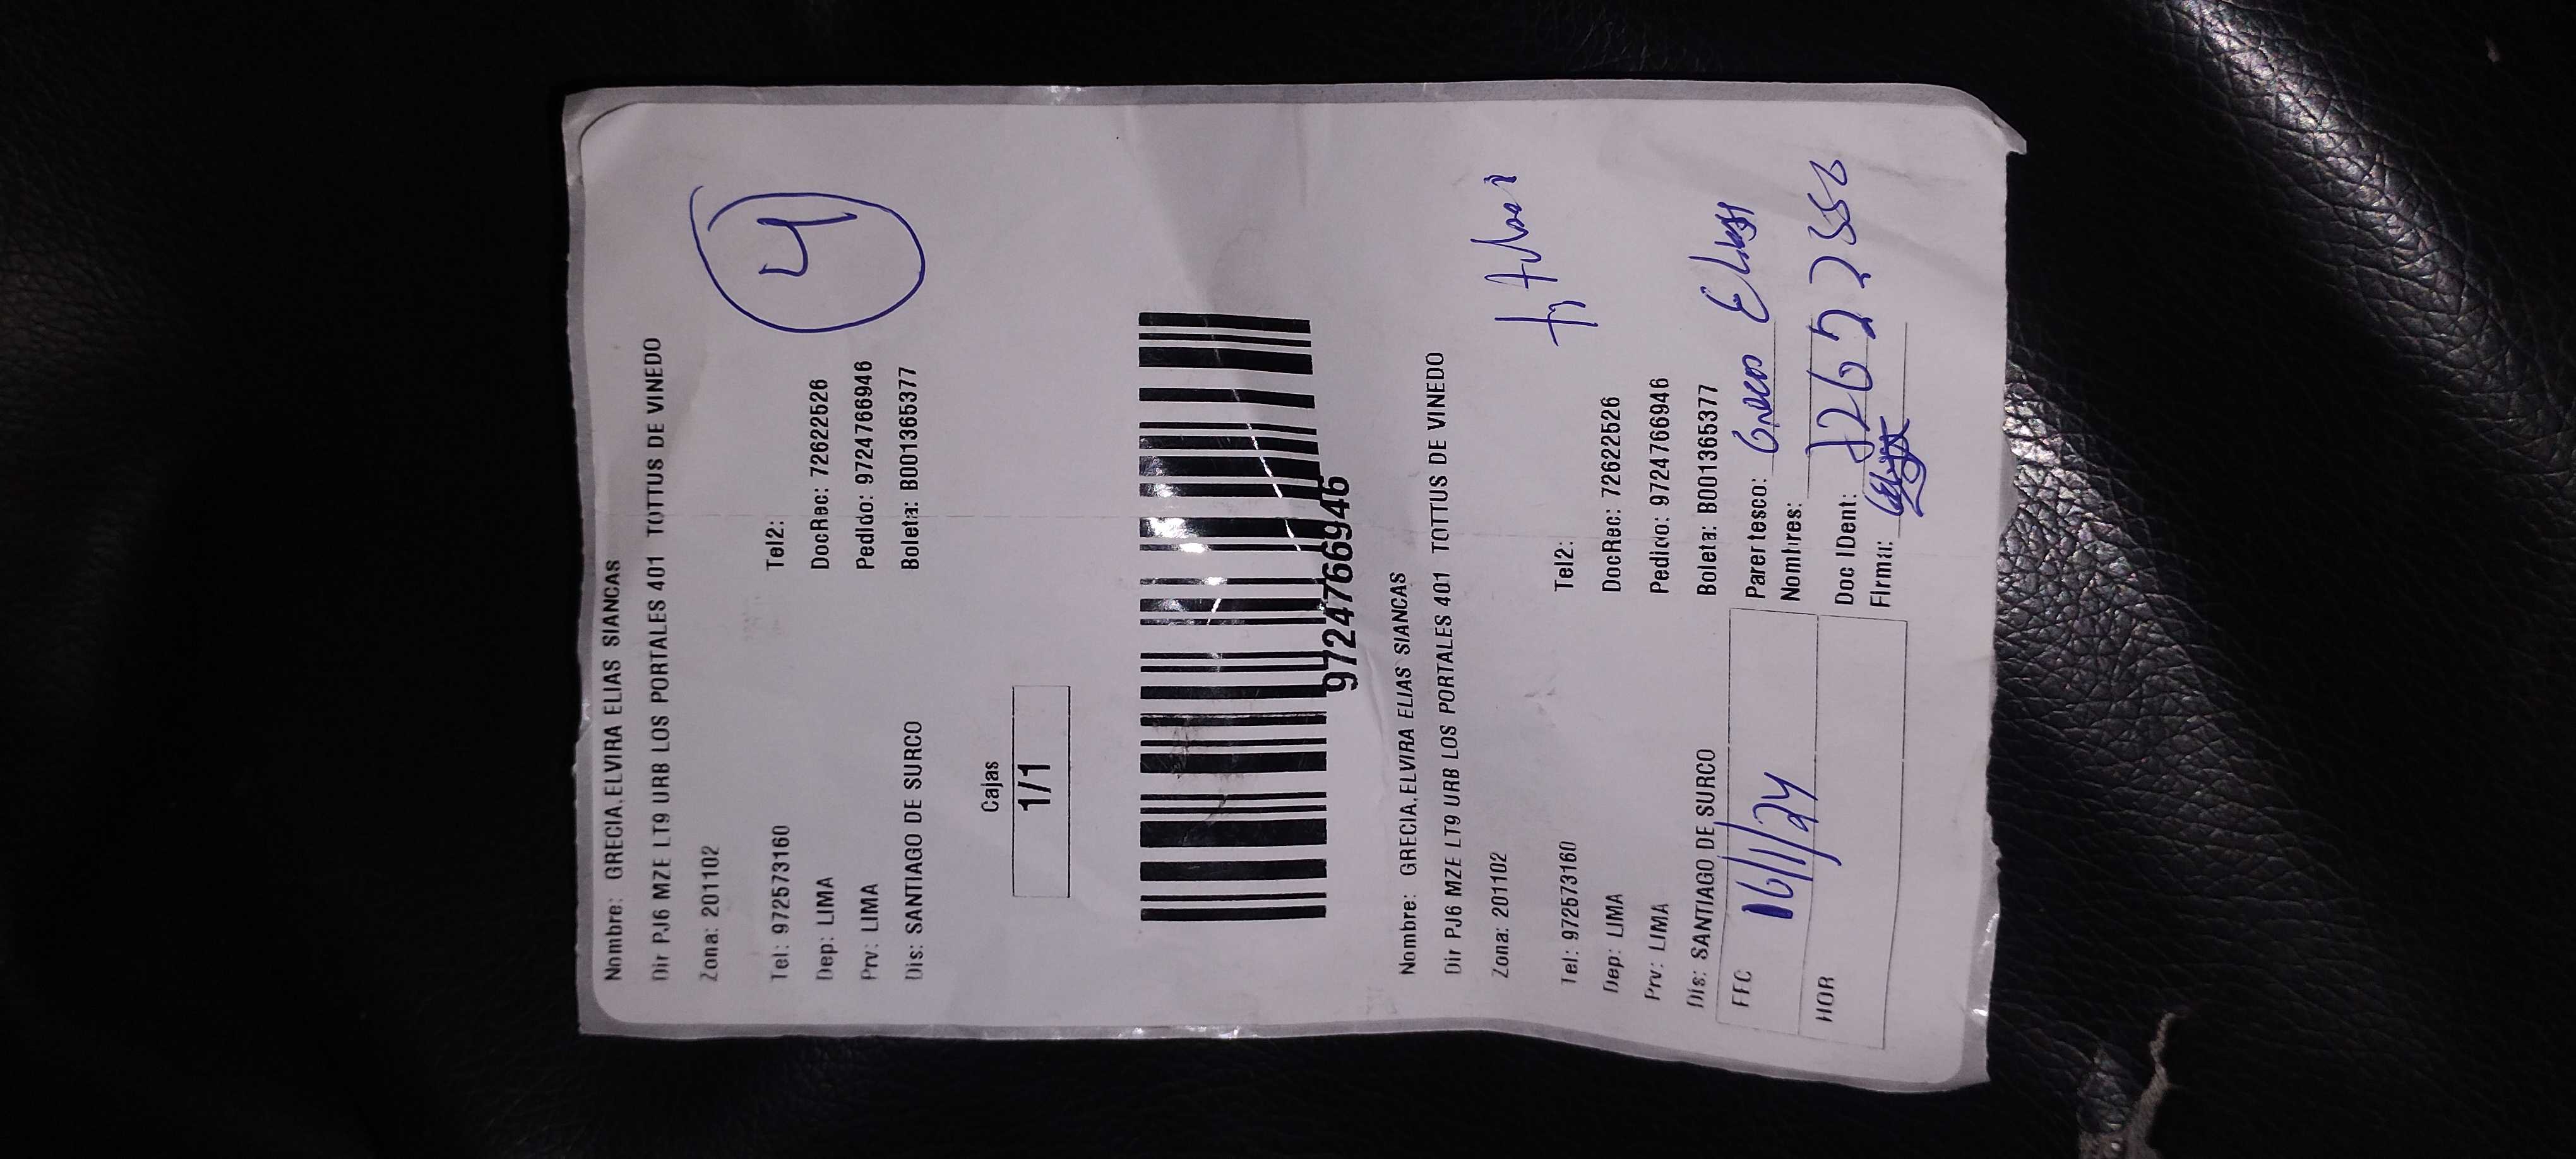 Nombre: GRECIA,ELVIRA ELIAS SIANCAS
Dir PJ6 MZE LT9 URB LOS PORTALES 401 TOTTUS DE VINEDO
Zona: 201102
4
Tel: 972573160 Tel2:
Dep: LIMA DocRec: 72622526
Prv: LIMA Pedido: 9724766946
Dis: SANTIAGO DE SURCO Boleta: B001365377
Cajas
1/1
9724766946
Nombre: GRECIA,ELVIRA ELIAS SIANCAS
Dir PJ6 MZE LT9 URB LOS PORTALES 401 TOTTUS DE VINEDO
Zona: 201102
Tel: 972573160 Tel2:
Dep: LIMA DocRec: 72622526
Prv: LIMA Pedido: 9724766946
Dis: SANTIAGO DE SURCO Boleta: B001365377
FEC 16/1/24 Parentesco: Elias
Nombres:
HOR Doc IDent:
Firma: